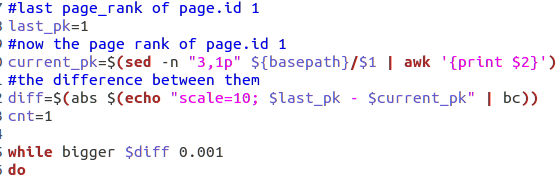 #last page_rank of page.id 1
last_pk=1
#now the page rank of page.id 1
current_pk=$(sed -n "3,1p" ${basepath}/$1 | awk '{print $2}')
#the difference between them
diff=$(abs $(echo "scale=10; $last_pk - $current_pk" | bc))
cnt=1

while bigger $diff 0.001
do